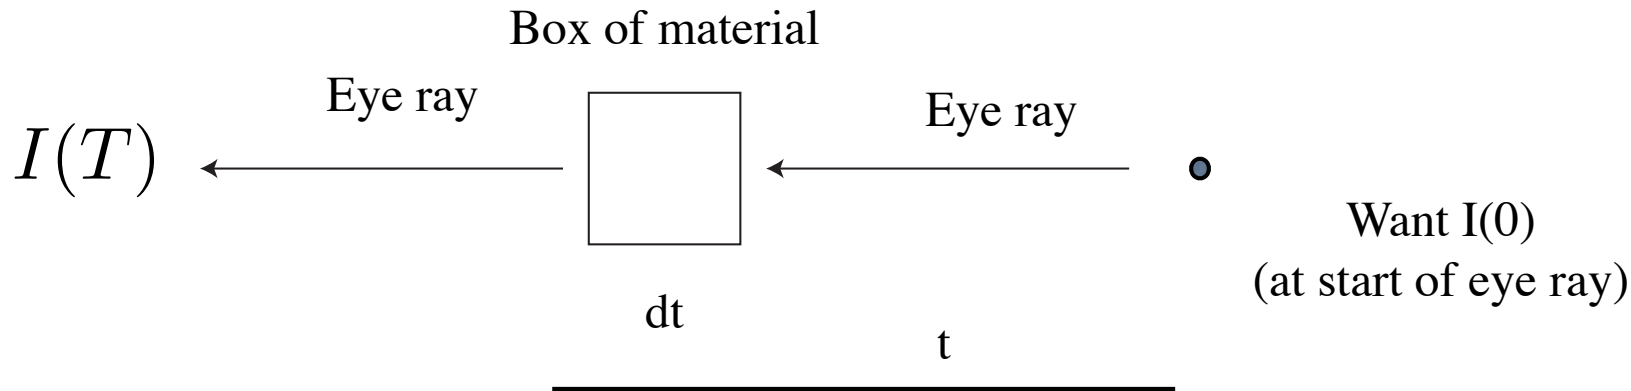 Box of material
Eye ray
Eye ray
I(T)
Want I(0)
(at start of eye ray)
dt
t